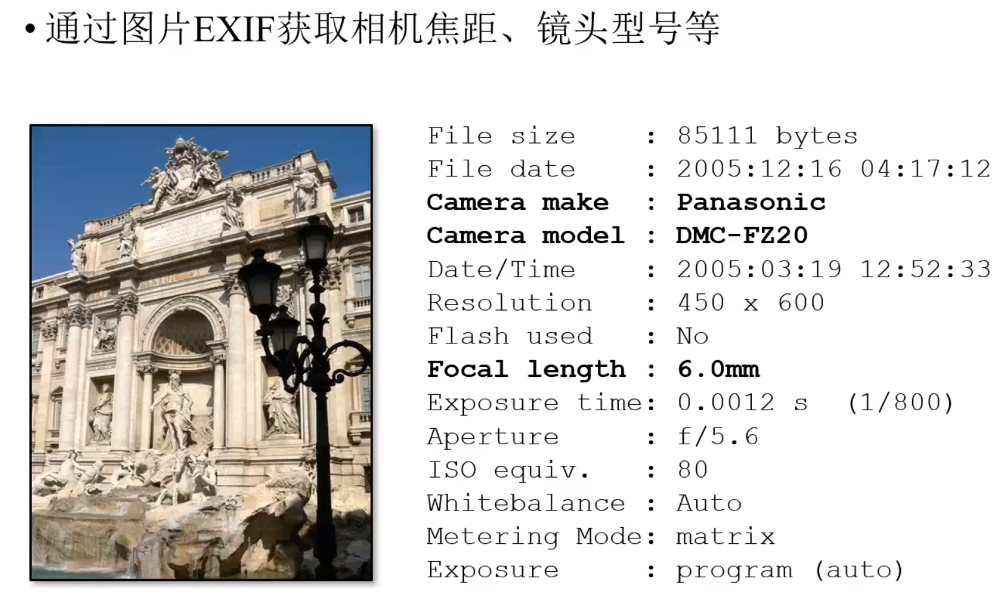 • 通过图片EXIF获取相机焦距、镜头型号等
File size : 85111 bytes
File date : 2005:12:16 04:17:12
Camera make : Panasonic
Camera model : DMC-FZ20
Date/Time : 2005:03:19 12:52:33
Resolution : 450 x 600
Flash used : No
Focal length : 6.0mm
Exposure time: 0.0012 s (1/800)
Aperture : f/5.6
ISO equiv. : 80
Whitebalance : Auto
Metering Mode: matrix
Exposure : program (auto)